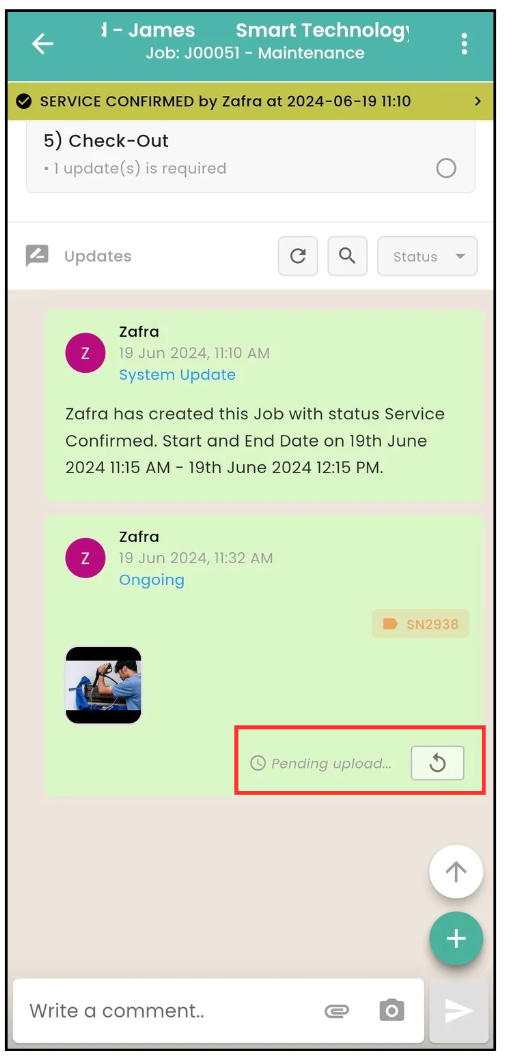 - James Smart Technology
Job: J00051 - Maintenance
SERVICE CONFIRMED by Zafra at 2024-06-19 11:10
5) Check-Out
• 1 update(s) is required
Updates
Status
Z
Zafra
19 Jun 2024, 11:10 AM
System Update
Zafra has created this Job with status Service
Confirmed. Start and End Date on 19th June
2024 11:15 AM - 19th June 2024 12:15 PM.
Z
Zafra
19 Jun 2024, 11:32 AM
Ongoing
SN2938
Pending upload...
Write a comment..